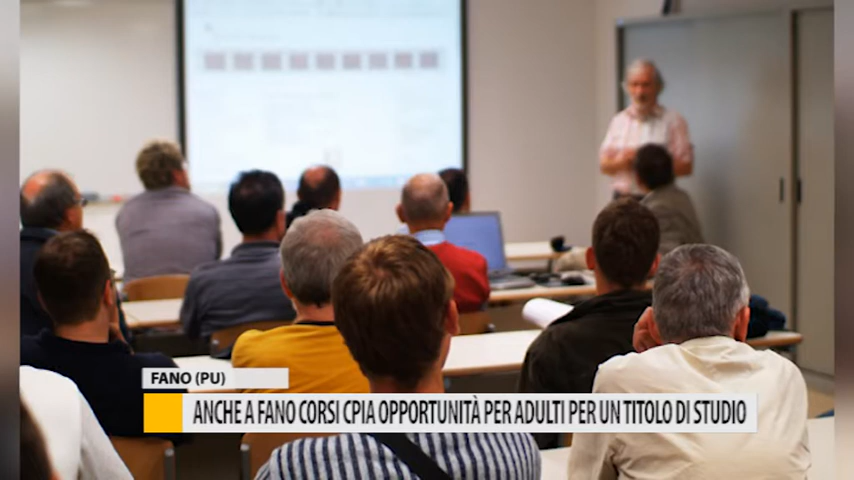 FANO (PU)
ANCHE A FANO CORSI CPIA OPPORTUNITÀ PER ADULTI PER UN TITOLO DI STUDIO